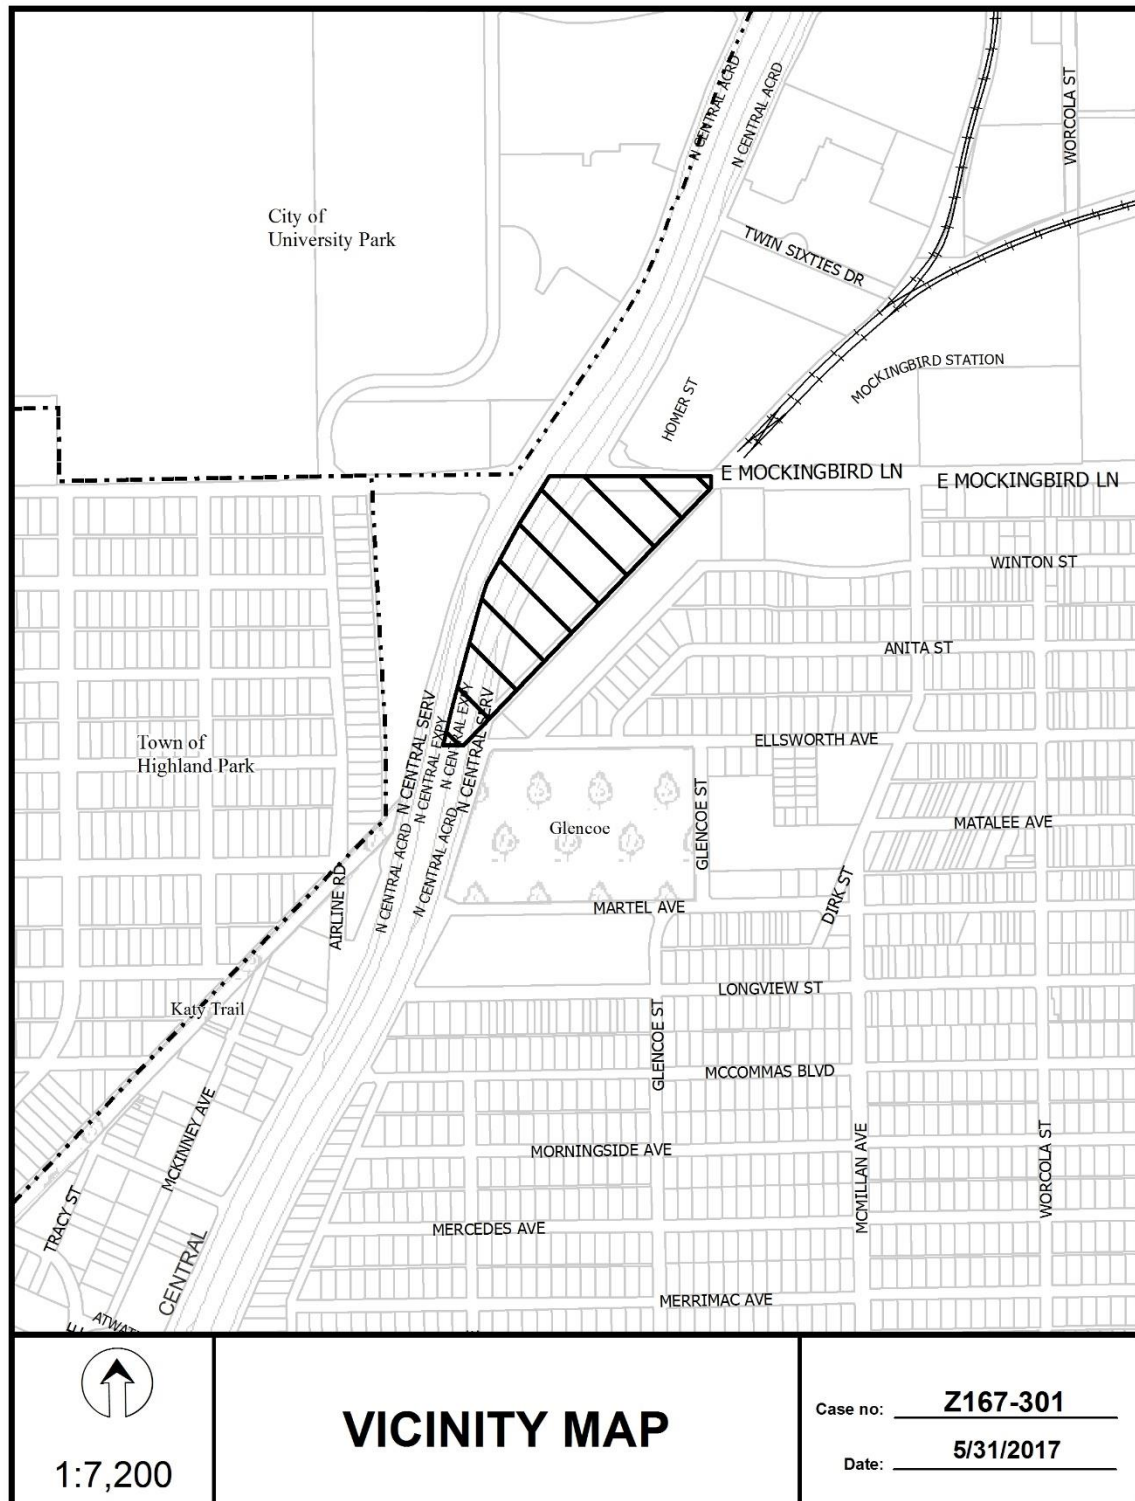 N CENTRAL ACRD
N CENTRAL ACRD
WORCOLA ST
City of
University Park
TWIN SIXTIES DR
MOCKINGBIRD STATION
HOMER ST
E MOCKINGBIRD LN
E MOCKINGBIRD LN
WINTON ST
ANITA ST
N CENTRAL SERV
N CENTRAL EXPY
N CENTRAL EXPY
N CENTRAL SERV
Town of
Highland Park
ELLSWORTH AVE
GLENCOE ST
Glencoe
MATALEE AVE
N CENTRAL ACRD
N CENTRAL ACRD
AIRLINE RD
DIRK ST
MARTEL AVE
LONGVIEW ST
Katy Trail
GLENCOE ST
MCCOMMAS BLVD
MCKINNEY AVE
MORNINGSIDE AVE
MCMILLAN AVE
WORCOLA ST
TRACY ST
MERCEDES AVE
CENTRAL
MERRIMAC AVE
1:7,200
VICINITY MAP
Case no: Z167-301
Date: 5/31/2017